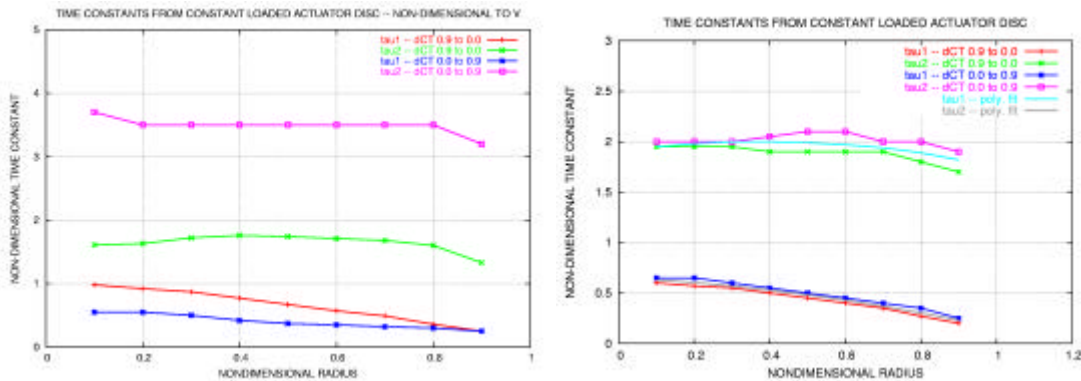 TIME CONSTANTS FROM CONSTANT LOADED ACTUATOR DISC -- NON-DIMENSIONAL TO V
NON-DIMENSIONAL TIME CONSTANT
5
4
3
2
1
0
tau1 -- dCT 0.9 to 0.0
tau2 -- dCT 0.9 to 0.0
tau1 -- dCT 0.0 to 0.9
tau2 -- dCT 0.0 to 0.9
0 0.2 0.4 0.6 0.8 1
NONDIMENSIONAL RADIUS
TIME CONSTANTS FROM CONSTANT LOADED ACTUATOR DISC
NON-DIMENSIONAL TIME CONSTANT
3
2.5
2
1.5
1
0.5
0
tau1 -- dCT 0.9 to 0.0
tau2 -- dCT 0.9 to 0.0
tau1 -- dCT 0.0 to 0.9
tau2 -- dCT 0.0 to 0.9
tau1 -- poly. fit
tau2 -- poly. fit
0 0.2 0.4 0.6 0.8 1 1.2
NONDIMENSIONAL RADIUS